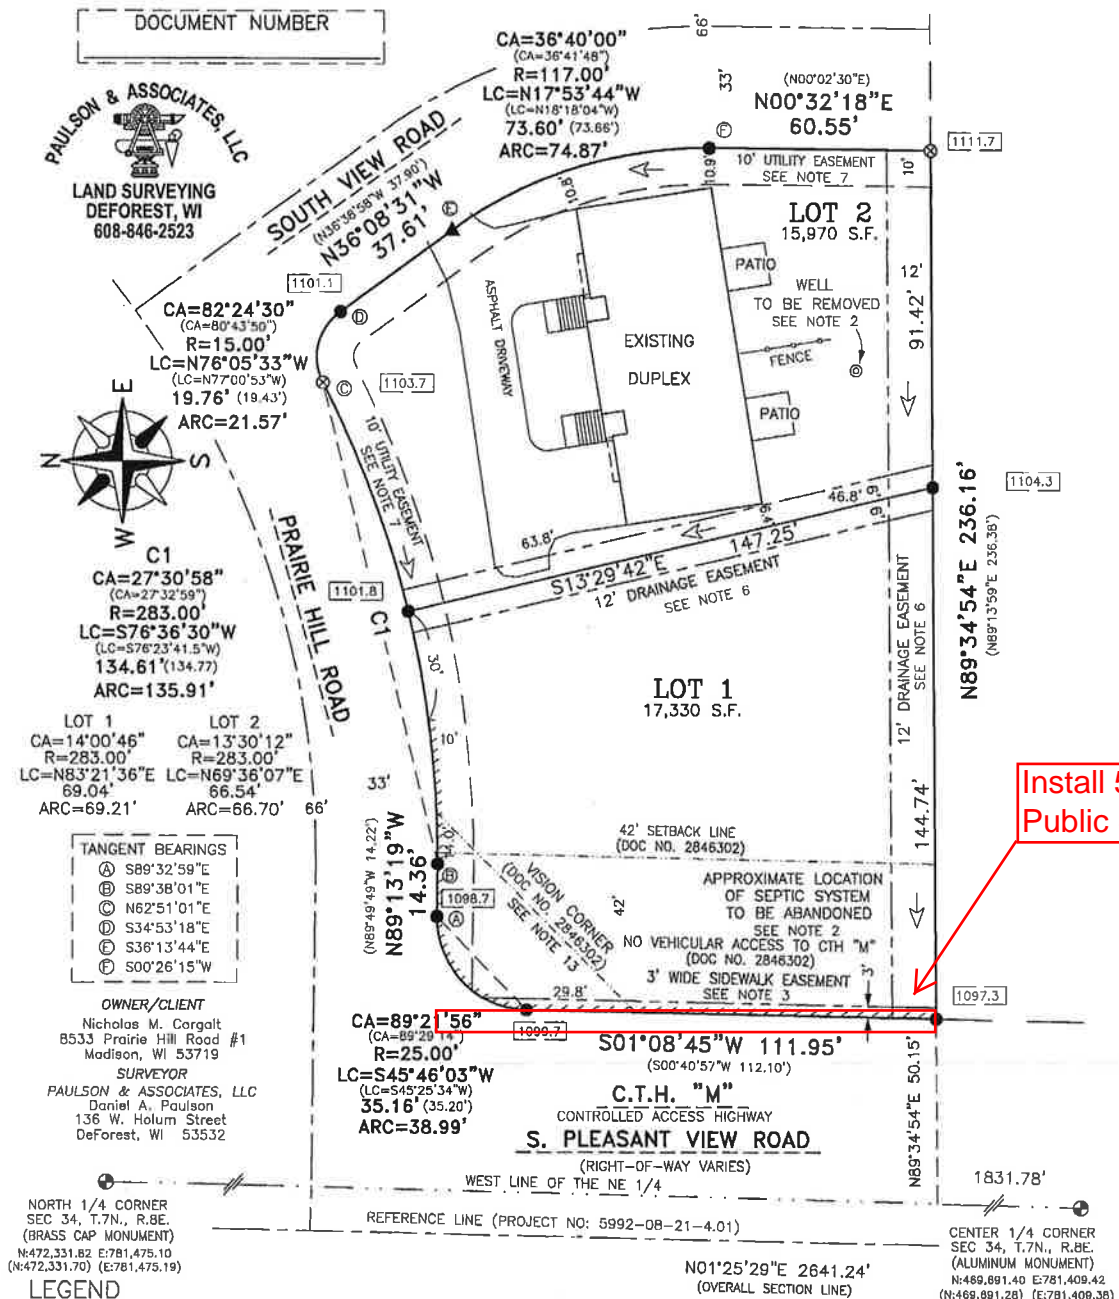 DOCUMENT NUMBER
PAULSON & ASSOCIATES, LLC
LAND SURVEYING
DEFOREST, WI
608-846-2523
CA=36°40'00"
(CA=36°41'48")
R=117.00'
LC=N17°53'44"W
(LC=N18°18'04"W)
73.60' (73.66')
ARC=74.87'
66'
33'
(N00°02'30"E)
N00°32'18"E
60.55'
Ⓕ
1111.7
SOUTH VIEW ROAD
(N36°38'58"W 37.90')
N36°08'31"W
37.61'
Ⓔ
10.8'
10.9'
10' UTILITY EASEMENT
SEE NOTE 7
10'
LOT 2
15,970 S.F.
1101.1
Ⓓ
CA=82°24'30"
(CA=80°43'50")
R=15.00'
LC=N76°05'33"W
(LC=N77°00'53"W)
19.76' (19.43')
ARC=21.57'
Ⓒ
1103.7
ASPHALT DRIVEWAY
EXISTING
DUPLEX
PATIO
WELL
TO BE REMOVED
SEE NOTE 2
FENCE
PATIO
12'
91.42'
N
E
S
W
10' UTILITY EASEMENT
SEE NOTE 7
46.8'
6'
6'
6.4'
63.8'
1104.3
N89°34'54"E 236.16'
(N89°13'59"E 236.38')
S13°29'42"E
147.25'
12' DRAINAGE EASEMENT
SEE NOTE 6
1101.8
C1
PRAIRIE HILL ROAD
C1
CA=27°30'58"
(CA=27°32'59")
R=283.00'
LC=S76°36'30"W
(LC=S76°23'41.5"W)
134.61'(134.77)
ARC=135.91'
LOT 1
CA=14°00'46"
R=283.00'
LC=N83°21'36"E
69.04'
ARC=69.21'
LOT 2
CA=13°30'12"
R=283.00'
LC=N69°36'07"E
66.54'
ARC=66.70'
66'
33'
30'
10'
LOT 1
17,330 S.F.
12' DRAINAGE EASEMENT
SEE NOTE 6
144.74'
Install 5
Public
TANGENT BEARINGS
Ⓐ S89°32'59"E
Ⓑ S89°38'01"E
Ⓒ N62°51'01"E
Ⓓ S34°53'18"E
Ⓔ S36°13'44"E
Ⓕ S00°26'15"W
(N89°49'49"W 14.22')
N89°13'19"W
14.36'
Ⓑ
1098.7
Ⓐ
42' SETBACK LINE
(DOC NO. 2846302)
VISION CORNER
(DOC NO. 2846302)
SEE NOTE 13
42'
APPROXIMATE LOCATION
OF SEPTIC SYSTEM
TO BE ABANDONED
SEE NOTE 2
NO VEHICULAR ACCESS TO CTH "M"
(DOC NO. 2846302)
3' WIDE SIDEWALK EASEMENT
SEE NOTE 3
3'
29.8'
1097.3
1099.7
OWNER/CLIENT
Nicholas M. Corgalt
8533 Prairie Hill Road #1
Madison, WI 53719
SURVEYOR
PAULSON & ASSOCIATES, LLC
Daniel A. Paulson
136 W. Holum Street
DeForest, WI 53532
CA=89°21'56"
(CA=89°29'14")
R=25.00'
LC=S45°46'03"W
(LC=S45°25'34"W)
35.16' (35.20')
ARC=38.99'
S01°08'45"W 111.95'
(S00°40'57"W 112.10')
C.T.H. "M"
CONTROLLED ACCESS HIGHWAY
S. PLEASANT VIEW ROAD
(RIGHT-OF-WAY VARIES)
N89°34'54"E 50.15'
1831.78'
WEST LINE OF THE NE 1/4
REFERENCE LINE (PROJECT NO: 5992-08-21-4.01)
NORTH 1/4 CORNER
SEC 34, T.7N., R.8E.
(BRASS CAP MONUMENT)
N:472,331.82 E:781,475.10
(N:472,331.70) (E:781,475.19)
N01°25'29"E 2641.24'
(OVERALL SECTION LINE)
CENTER 1/4 CORNER
SEC 34, T.7N., R.8E.
(ALUMINUM MONUMENT)
N:469,691.40 E:781,409.42
(N:469,691.28) (E:781,409.38)
LEGEND